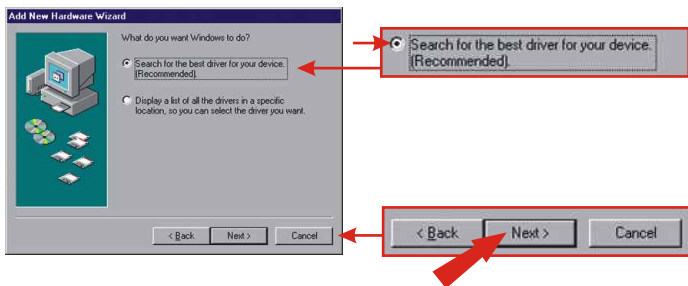 Add New Hardware Wizard
What do you want Windows to do?
Search for the best driver for your device.
(Recommended).
Display a list of all the drivers in a specific
location, so you can select the driver you want.
< Back
Next >
Cancel
Search for the best driver for your device.
(Recommended).
< Back
Next >
Cancel